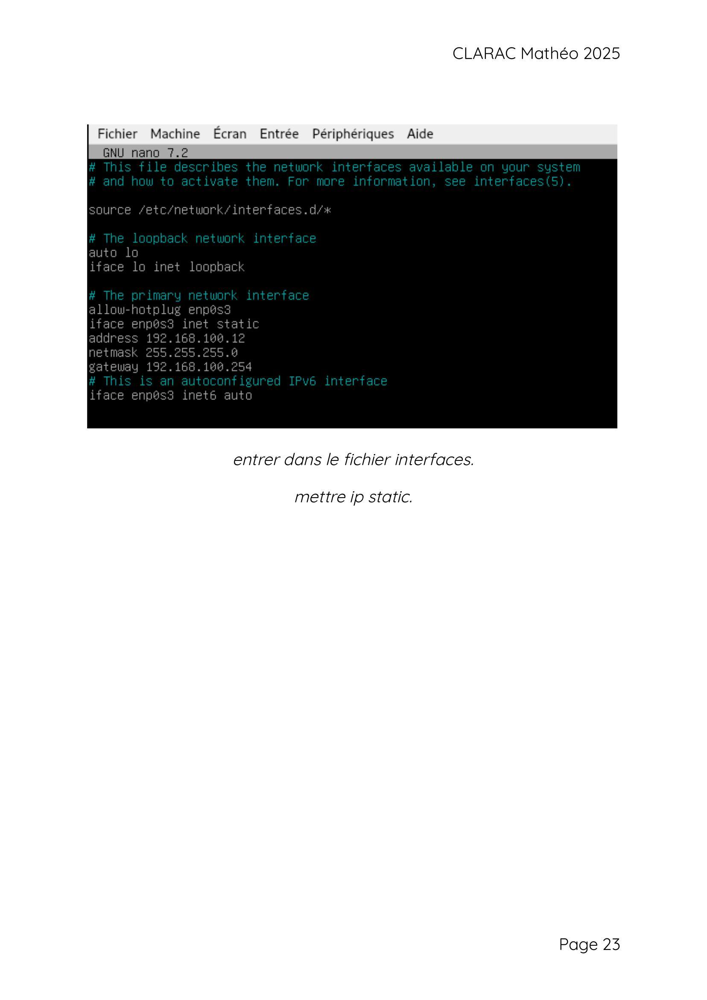 CLARAC Mathéo 2025
Fichier Machine Écran Entrée Périphériques Aide
GNU nano 7.2
# This file describes the network interfaces available on your system
# and how to activate them. For more information, see interfaces(5).
source /etc/network/interfaces.d/*
# The loopback network interface
auto lo
iface lo inet loopback
# The primary network interface
allow-hotplug enp0s3
iface enp0s3 inet static
address 192.168.100.12
netmask 255.255.255.0
gateway 192.168.100.254
# This is an autoconfigured IPv6 interface
iface enp0s3 inet6 auto
entrer dans le fichier interfaces.
mettre ip static.
Page 23